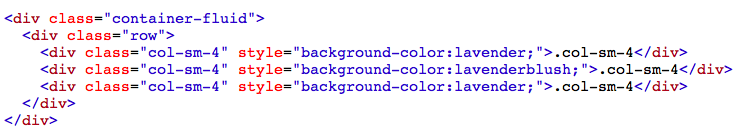 <div class="container-fluid">
  <div class="row">
    <div class="col-sm-4" style="background-color:lavender;">.col-sm-4</div>
    <div class="col-sm-4" style="background-color:lavenderblush;">.col-sm-4</div>
    <div class="col-sm-4" style="background-color:lavender;">.col-sm-4</div>
  </div>
</div>